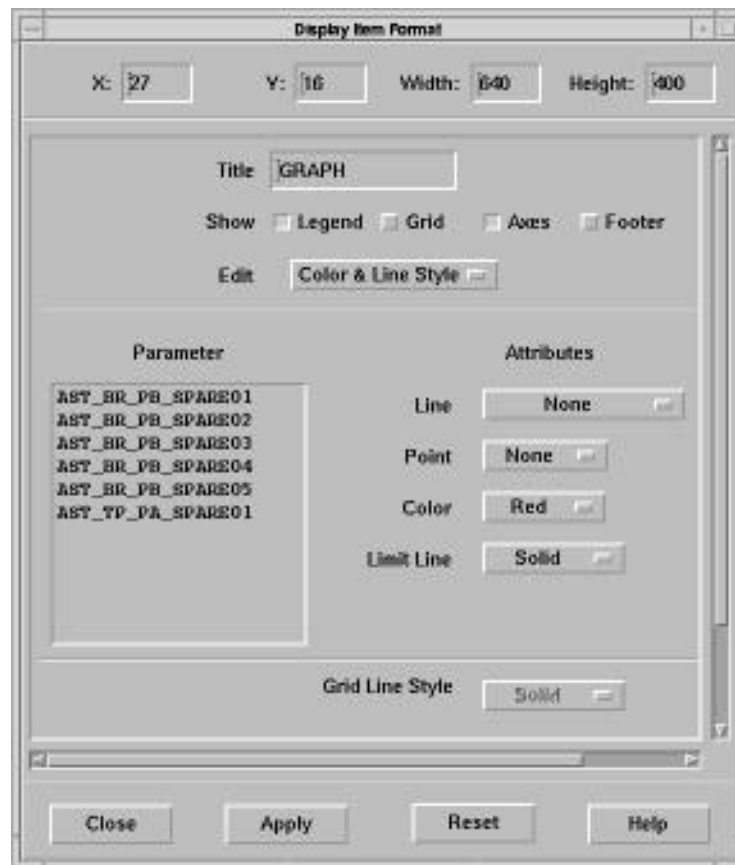 Display Item Format
X: 27 Y: 16 Width: 640 Height: 400
Title GRAPH
Show Legend Grid Axes Footer
Edit Color & Line Style
Parameter Attributes
AST_BR_PB_SPARE01
AST_BR_PB_SPARE02
AST_BR_PB_SPARE03
AST_BR_PB_SPARE04
AST_BR_PB_SPARE05
AST_TP_PA_SPARE01
Line None
Point None
Color Red
Limit Line Solid
Grid Line Style Solid
Close Apply Reset Help